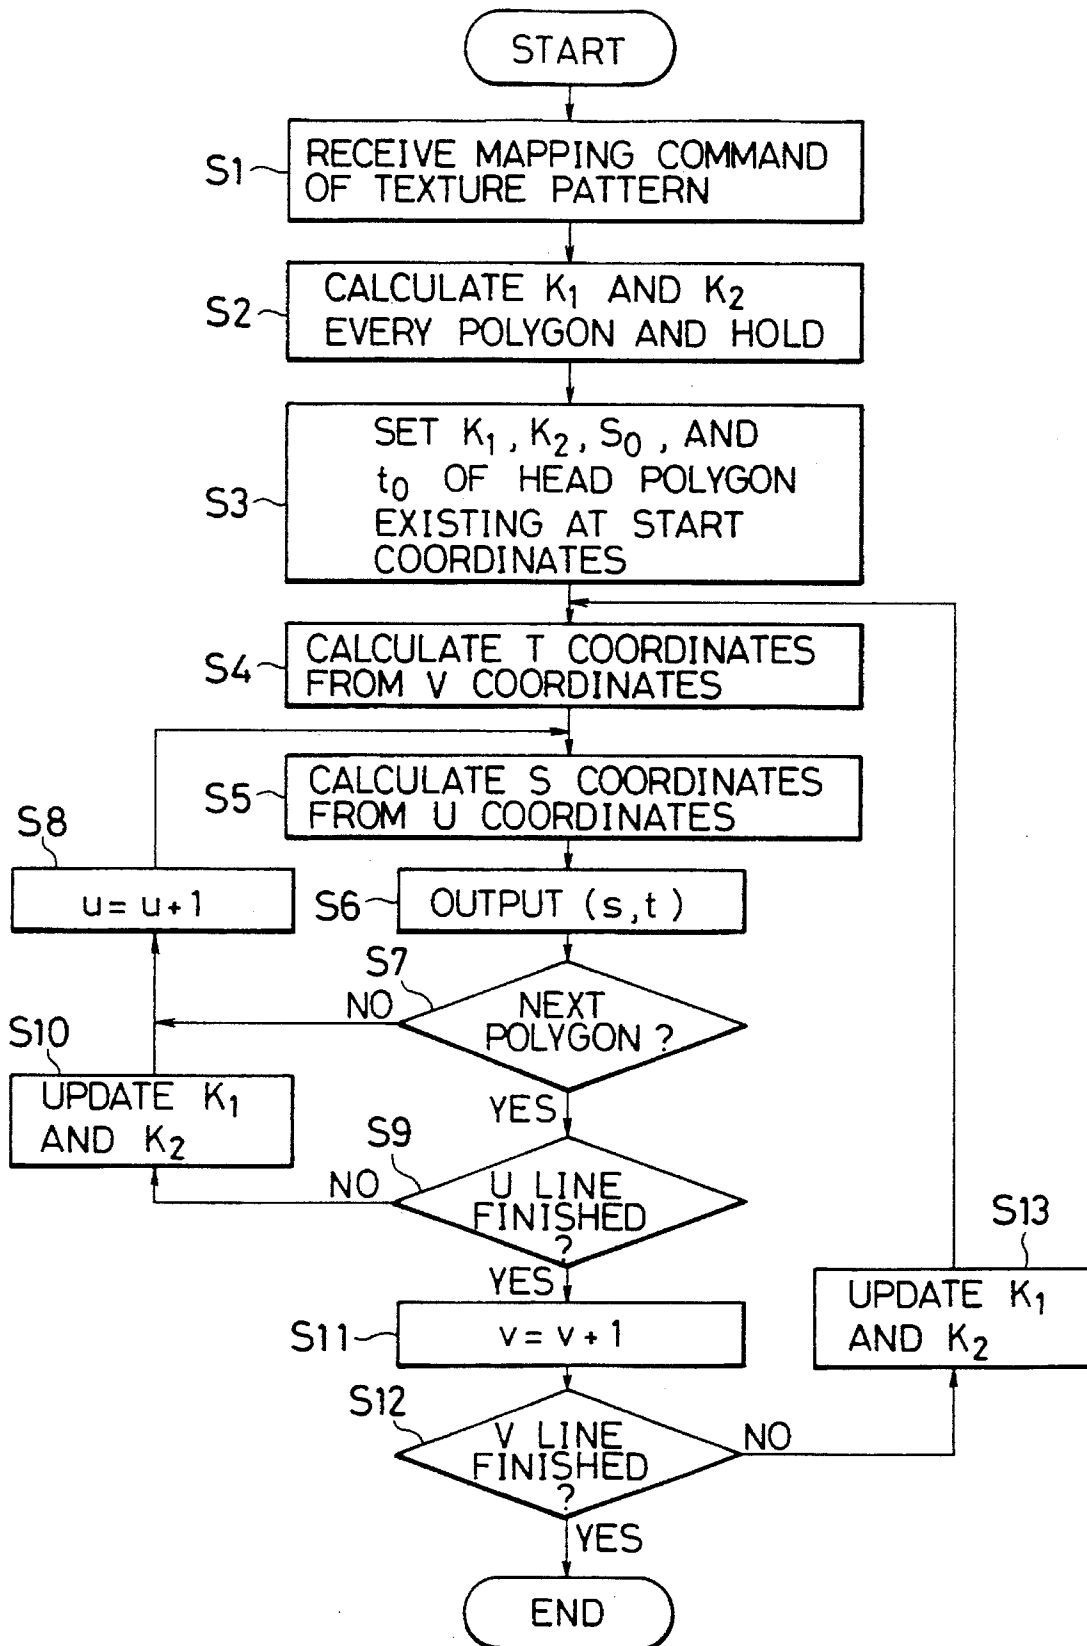 START
S1
RECEIVE MAPPING COMMAND
OF TEXTURE PATTERN
S2
CALCULATE K1 AND K2
EVERY POLYGON AND HOLD
S3
SET K1, K2, S0, AND
t0 OF HEAD POLYGON
EXISTING AT START
COORDINATES
S4
CALCULATE T COORDINATES
FROM V COORDINATES
S5
CALCULATE S COORDINATES
FROM U COORDINATES
S8
u = u + 1
S6
OUTPUT (s,t)
S7
NO
NEXT
POLYGON ?
YES
S10
UPDATE K1
AND K2
S9
NO
U LINE
FINISHED
?
YES
S11
v = v + 1
S13
UPDATE K1
AND K2
S12
V LINE
FINISHED
?
NO
YES
END